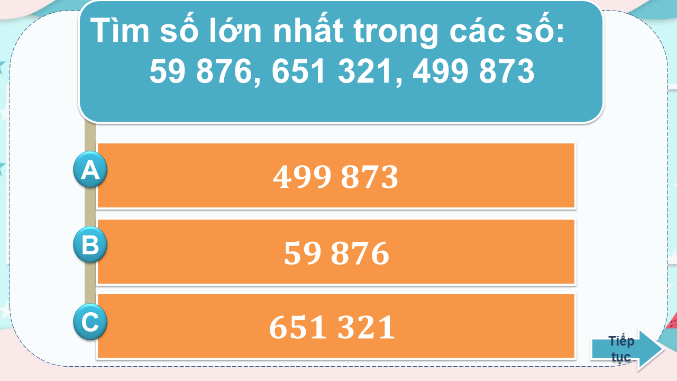 Tìm số lớn nhất trong các số:
59 876, 651 321, 499 873
A
499 873
B
59 876
C
651 321
Tiếp
tục